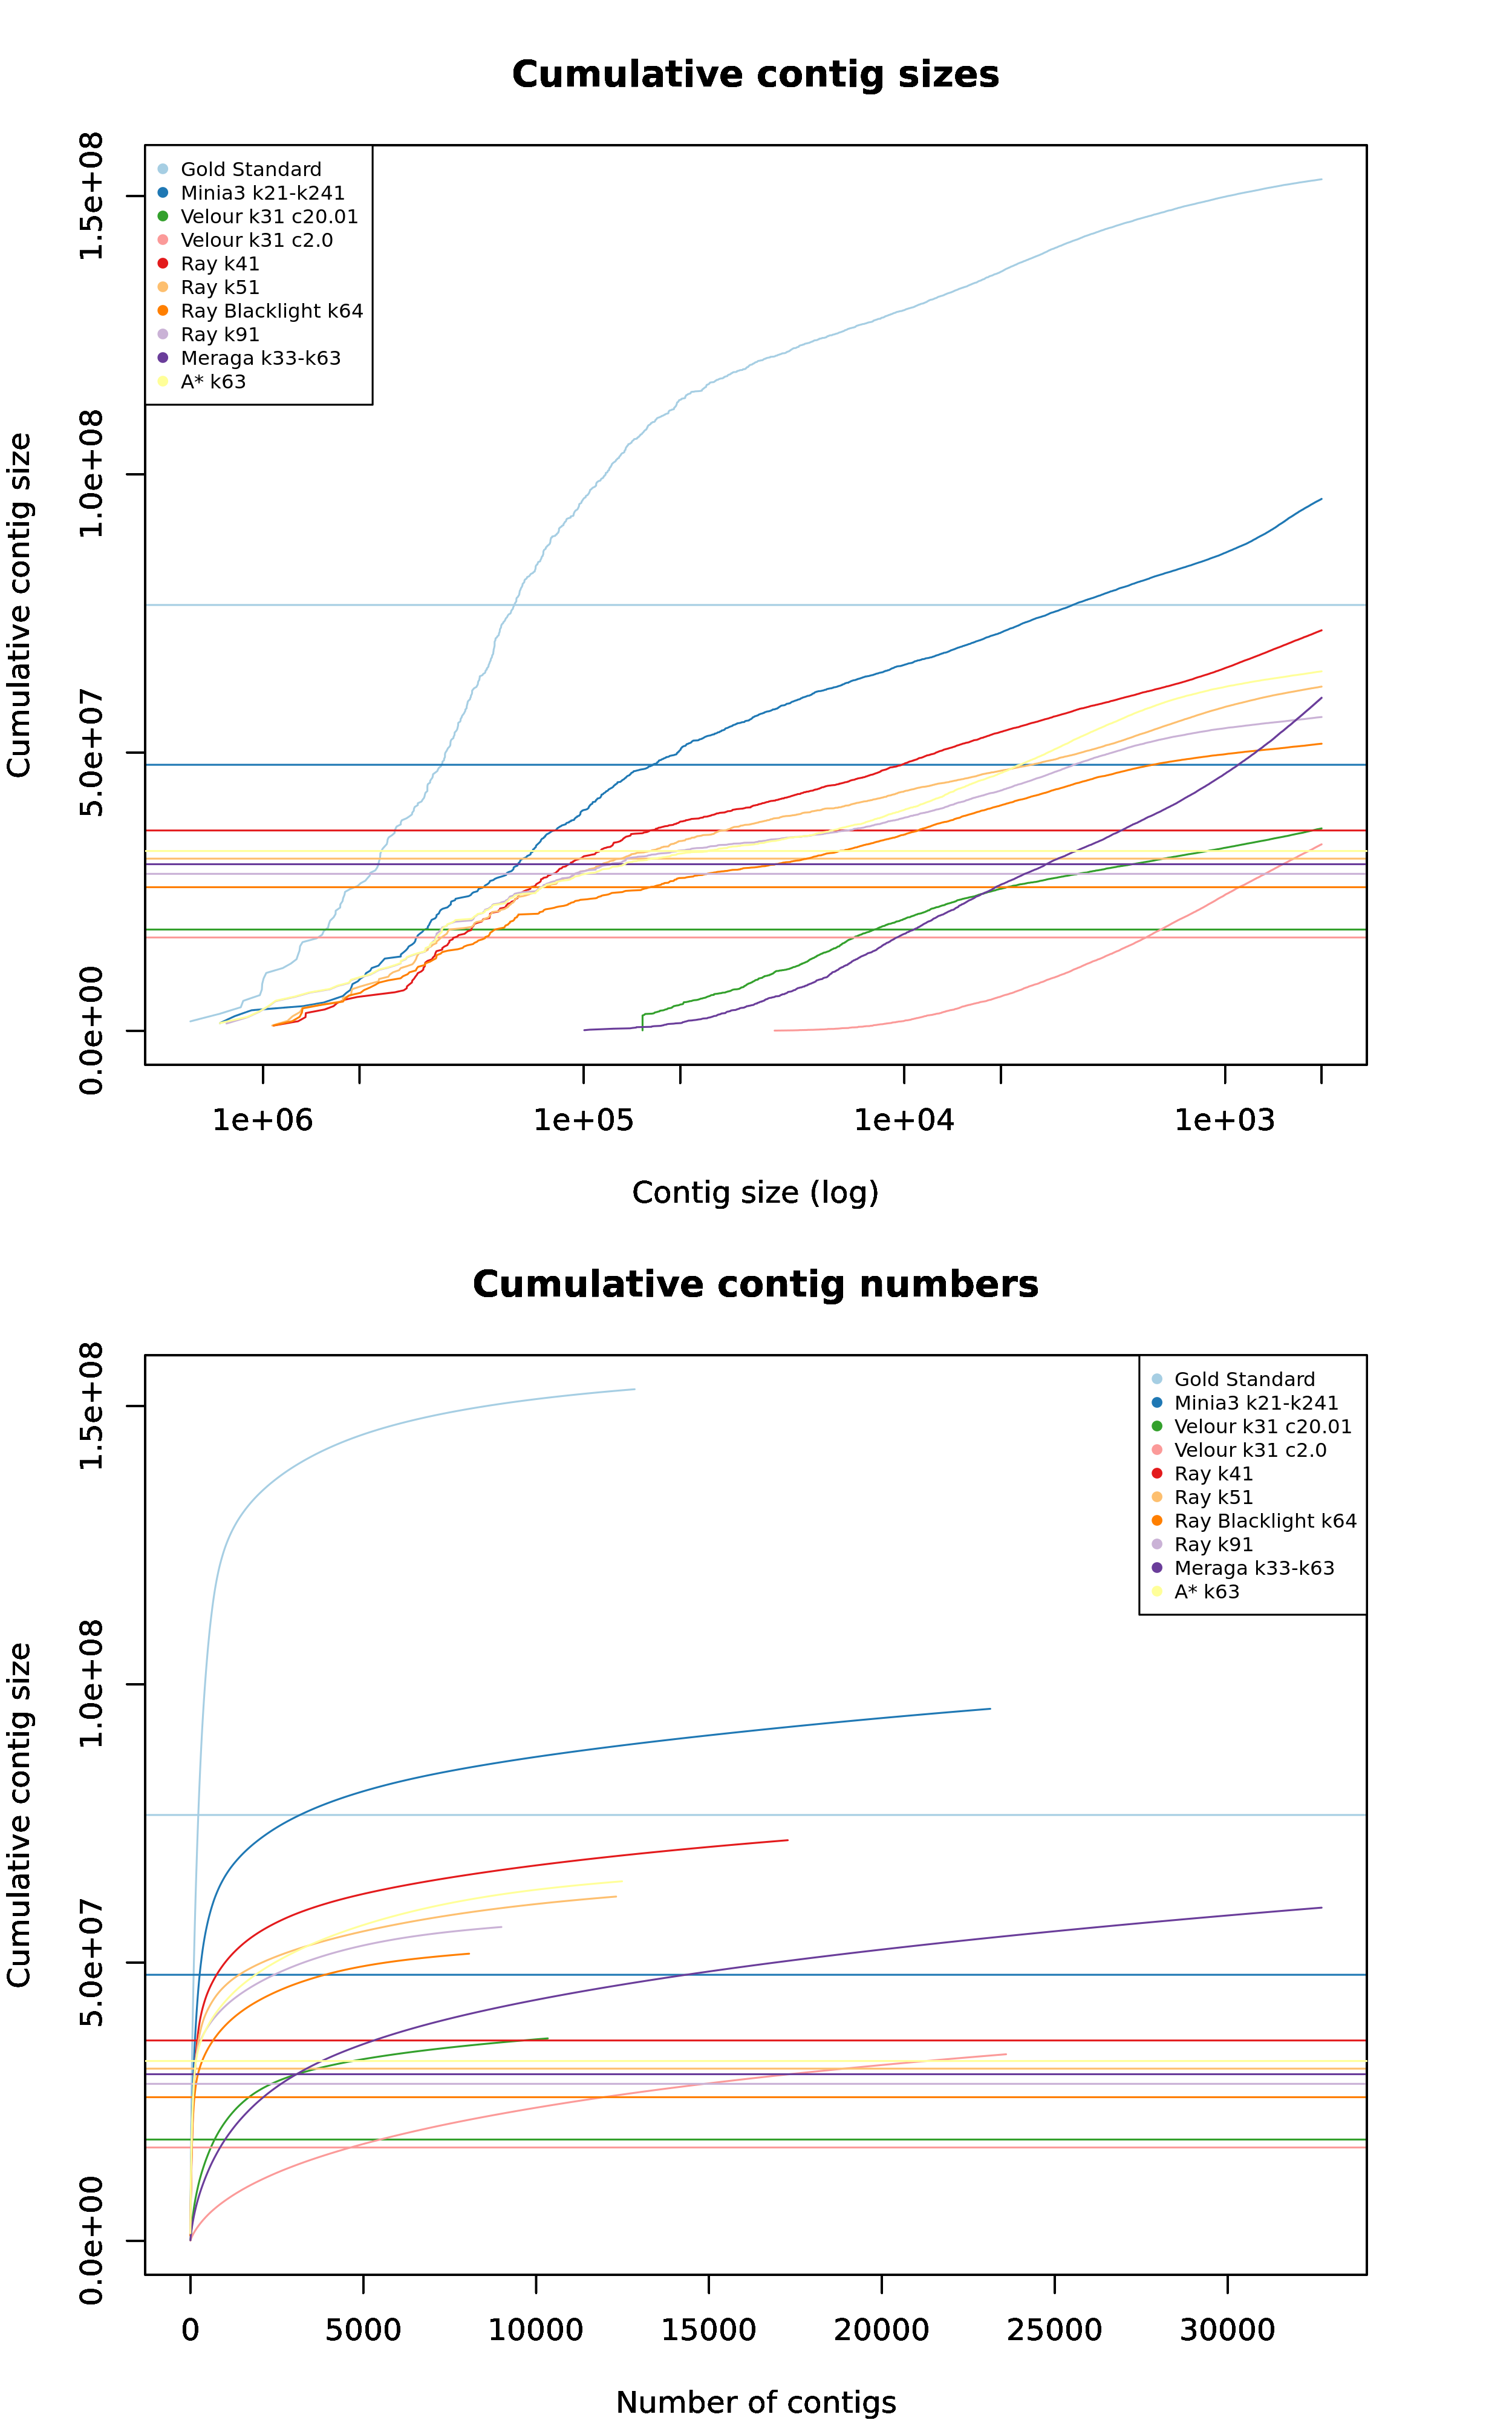 Cumulative contig sizes
Cumulative contig size
1.5e+08
1.0e+08
5.0e+07
0.0e+00
Gold Standard
Minia3 k21-k241
Velour k31 c20.01
Velour k31 c2.0
Ray k41
Ray k51
Ray Blacklight k64
Ray k91
Meraga k33-k63
A* k63
1e+06 1e+05 1e+04 1e+03
Contig size (log)
Cumulative contig numbers
Cumulative contig size
1.5e+08
1.0e+08
5.0e+07
0.0e+00
Gold Standard
Minia3 k21-k241
Velour k31 c20.01
Velour k31 c2.0
Ray k41
Ray k51
Ray Blacklight k64
Ray k91
Meraga k33-k63
A* k63
0 5000 10000 15000 20000 25000 30000
Number of contigs